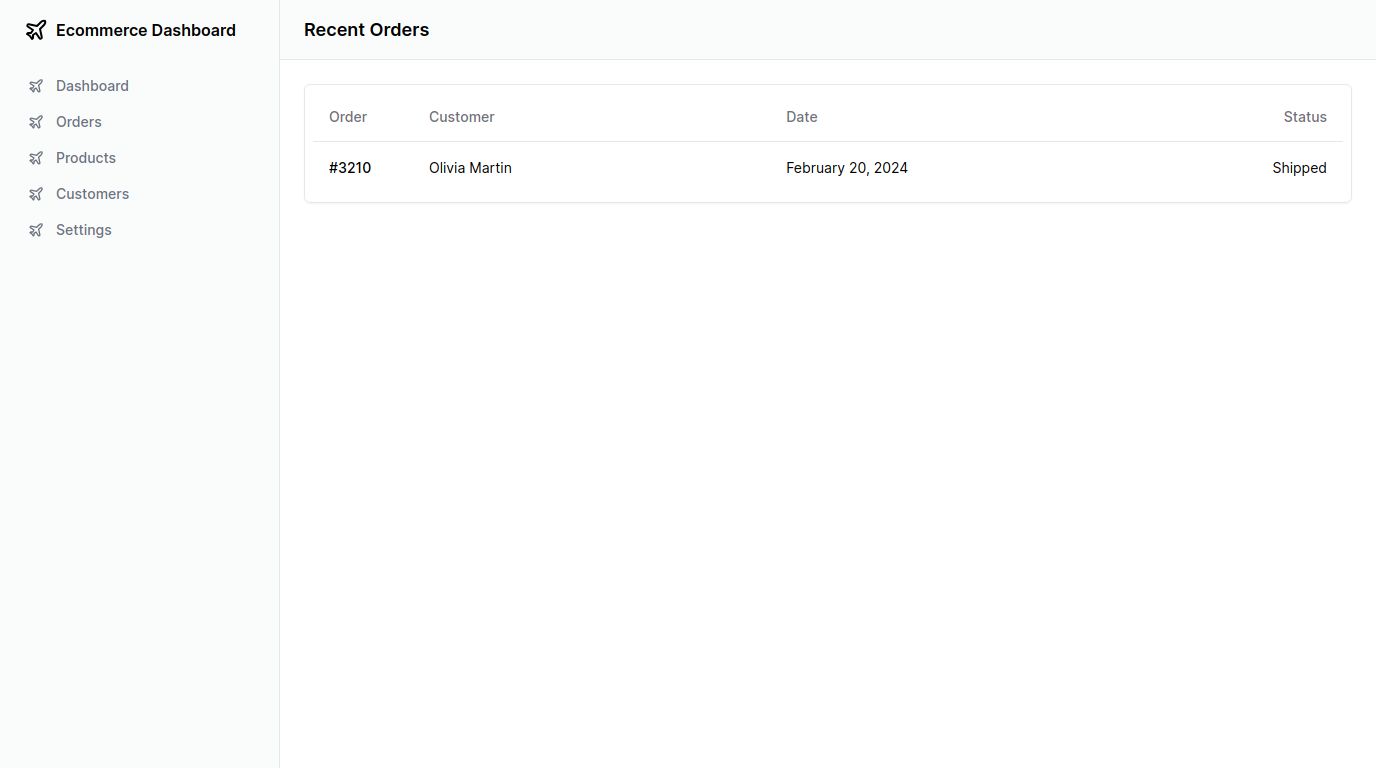 Ecommerce Dashboard
Dashboard
Orders
Products
Customers
Settings
Recent Orders
Order Customer Date Status
#3210 Olivia Martin February 20, 2024 Shipped